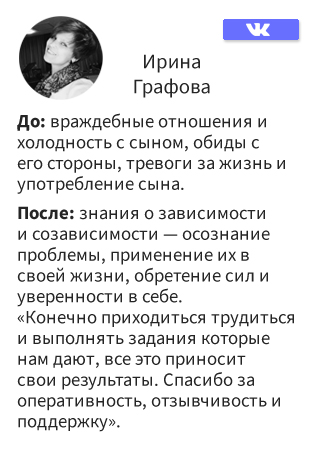 Ирина
Графова
До: враждебные отношения и
холодность с сыном, обиды с
его стороны, тревоги за жизнь и
употребление сына.
После: знания о зависимости
и созависимости — осознание
проблемы, применение их в
своей жизни, обретение сил и
уверенности в себе.
«Конечно приходиться трудиться
и выполнять задания которые
нам дают, все это приносит
свои результаты. Спасибо за
оперативность, отзывчивость и
поддержку».